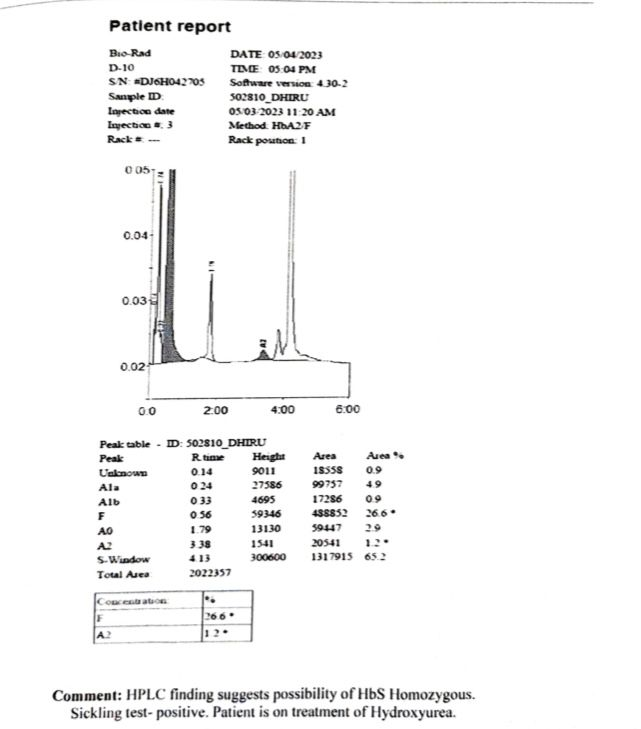 Patient report
Bio-Rad DATE: 05/04/2023
D-10 TIME: 05:04 PM
S/N: #DJ6H042705 Software version: 4.30-2
Sample ID: 502810_DHIRU
Injection date 05/03/2023 11:20 AM
Injection #: 3 Method: HbA2/F
Rack #: --- Rack position: 1
0.05
0.04
0.03
0.02
A2
0.0 2:00 4:00 6:00
Peak table - ID: 502810_DHIRU
Peak R.time Height Area Area %
Unknown 0.14 9011 18558 0.9
A1a 0.24 27586 99757 4.9
A1b 0.33 4695 17286 0.9
F 0.56 59346 488852 26.6 *
A0 1.79 13130 59447 2.9
A2 3.38 1541 20541 1.2 *
S-Window 4.13 300600 1317915 65.2
Total Area: 2022357
Concentration: %
F 26.6 *
A2 1.2 *
Comment: HPLC finding suggests possibility of HbS Homozygous.
Sickling test- positive. Patient is on treatment of Hydroxyurea.